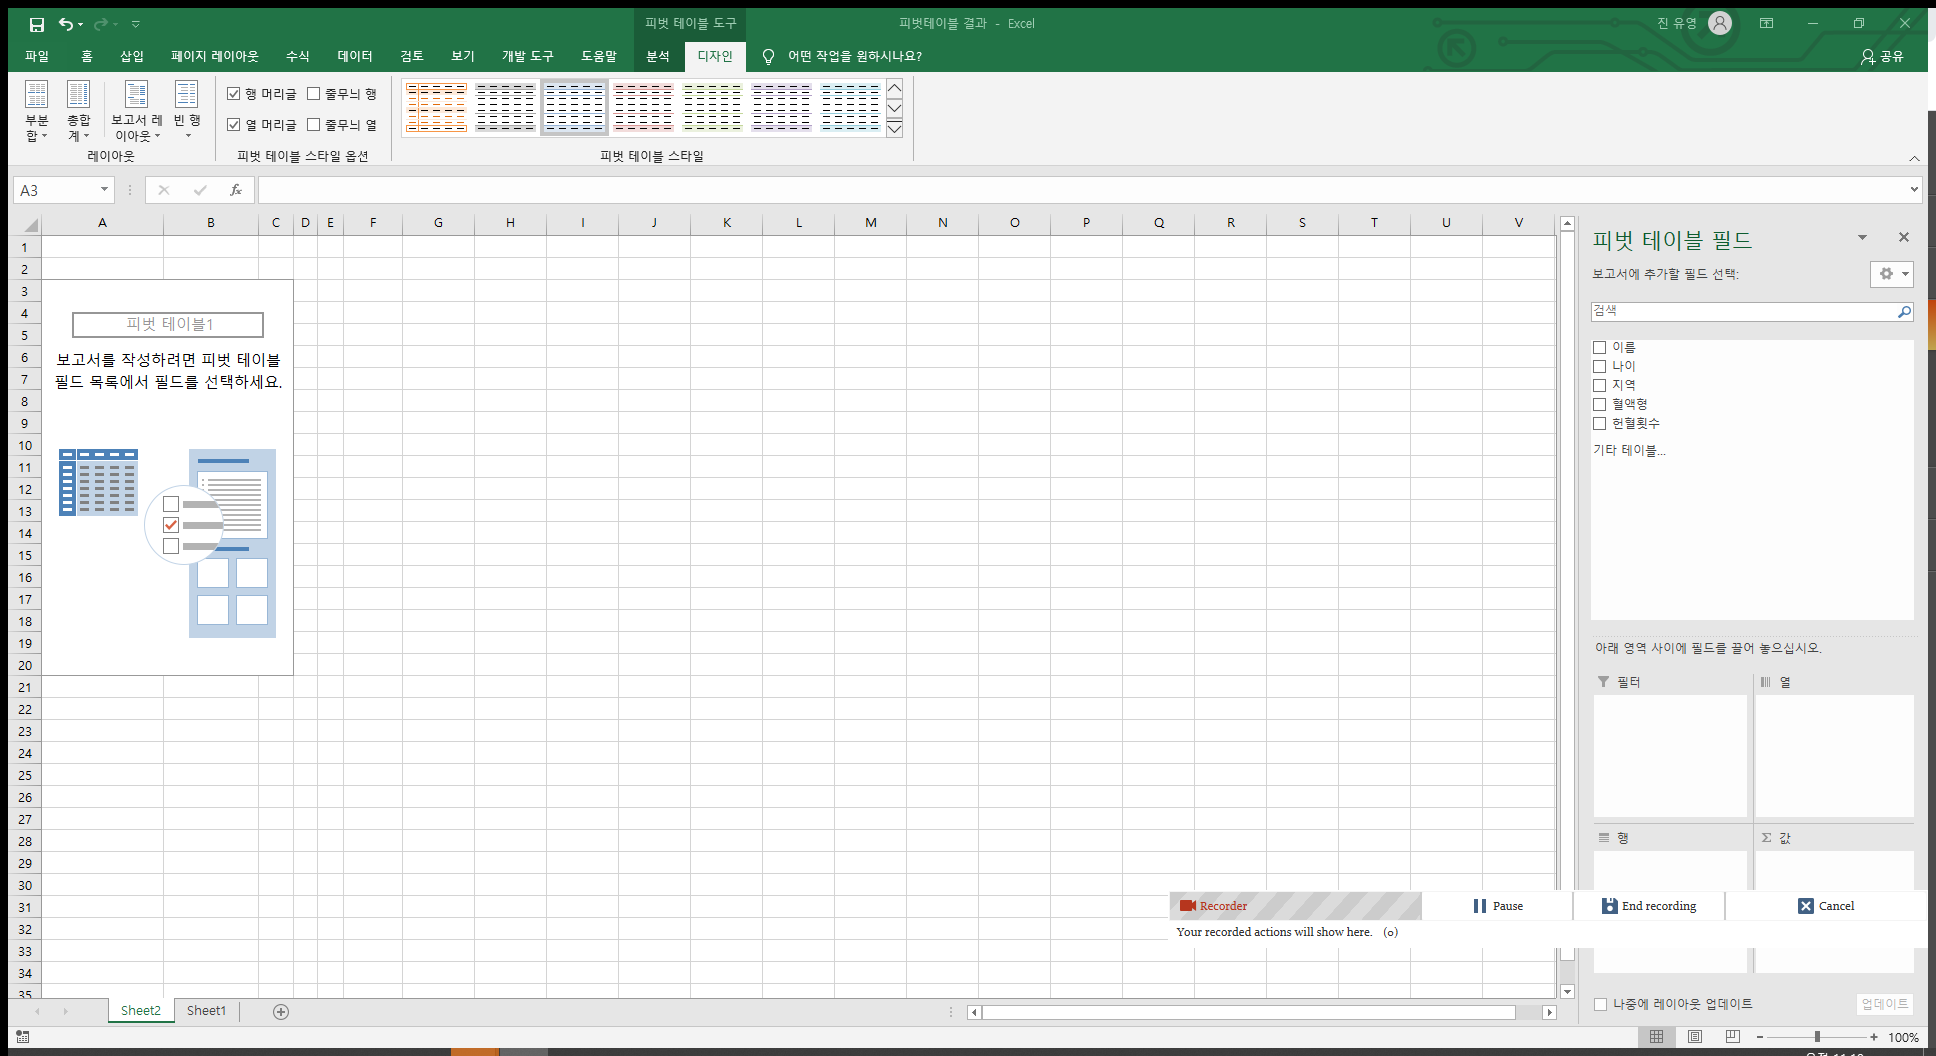 피벗 테이블 도구
피벗테이블 결과 - Excel
진 유영
파일 홈 삽입 페이지 레이아웃 수식 데이터 검토 보기 개발 도구 도움말 분석 디자인 어떤 작업을 원하시나요? 공유
부분합
총합계
보고서 레이아웃
빈 행
행 머리글 줄무늬 행
열 머리글 줄무늬 열
레이아웃
피벗 테이블 스타일 옵션
피벗 테이블 스타일
A3
fx
A B C D E F G H I J K L M N O P Q R S T U V
1
2
3
4
5
6
7
8
9
10
11
12
13
14
15
16
17
18
19
20
21
22
23
24
25
26
27
28
29
30
31
32
33
34
35
피벗 테이블1
보고서를 작성하려면 피벗 테이블
필드 목록에서 필드를 선택하세요.
피벗 테이블 필드
보고서에 추가할 필드 선택:
검색
이름
나이
지역
혈액형
헌혈횟수
기타 테이블...
아래 영역 사이에 필드를 끌어 놓으십시오.
필터
열
행
Σ 값
Recorder
Pause
End recording
Cancel
Your recorded actions will show here. (o)
나중에 레이아웃 업데이트
업데이트
Sheet2
Sheet1
100%